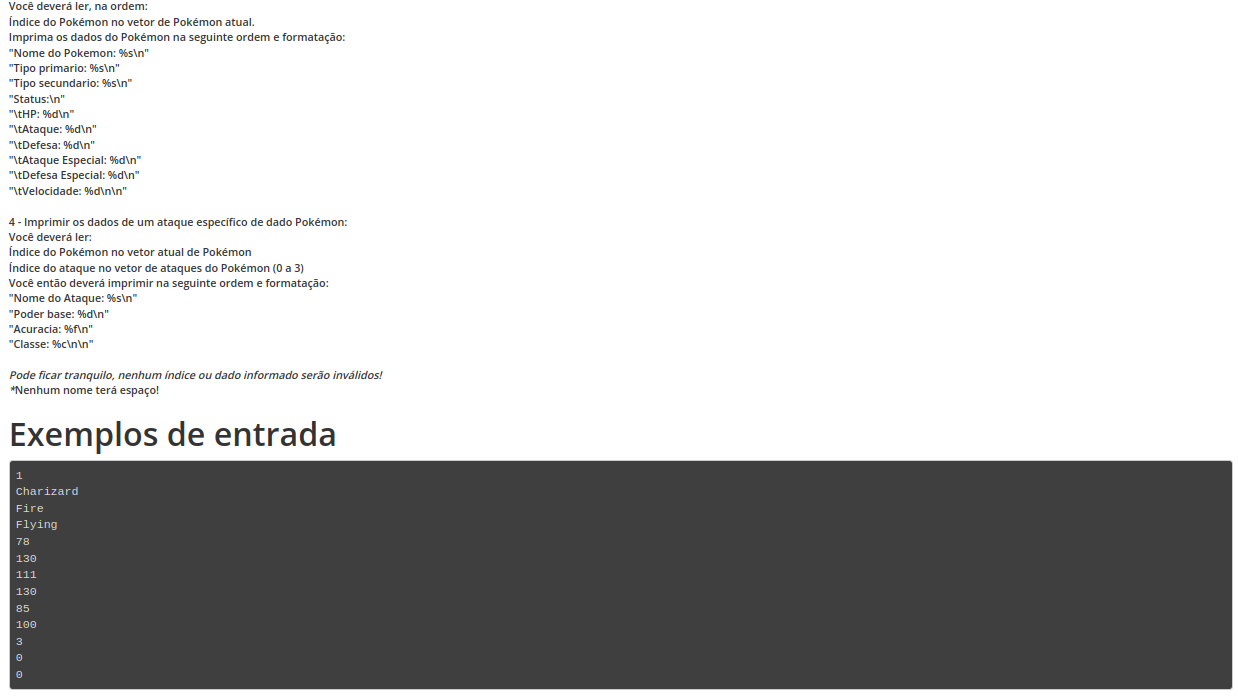 Você deverá ler, na ordem:
Índice do Pokémon no vetor de Pokémon atual.
Imprima os dados do Pokémon na seguinte ordem e formatação:
"Nome do Pokemon: %s\n"
"Tipo primario: %s\n"
"Tipo secundario: %s\n"
"Status:\n"
"\tHP: %d\n"
"\tAtaque: %d\n"
"\tDefesa: %d\n"
"\tAtaque Especial: %d\n"
"\tDefesa Especial: %d\n"
"\tVelocidade: %d\n\n"
4 - Imprimir os dados de um ataque específico de dado Pokémon:
Você deverá ler:
Índice do Pokémon no vetor atual de Pokémon
Índice do ataque no vetor de ataques do Pokémon (0 a 3)
Você então deverá imprimir na seguinte ordem e formatação:
"Nome do Ataque: %s\n"
"Poder base: %d\n"
"Acuracia: %f\n"
"Classe: %c\n\n"
Pode ficar tranquilo, nenhum índice ou dado informado serão inválidos!
*Nenhum nome terá espaço!
Exemplos de entrada
1
Charizard
Fire
Flying
78
130
111
130
85
100
3
0
0